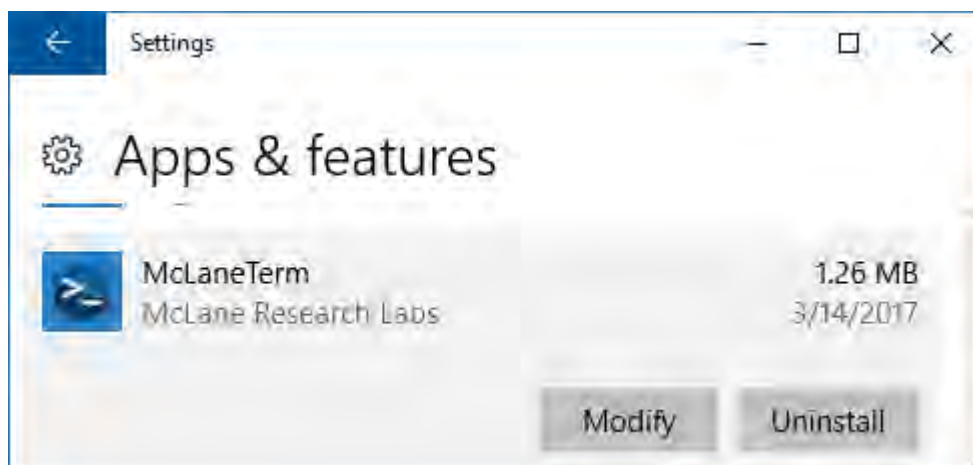 Settings
Apps & features
McLaneTerm 1.26 MB
McLane Research Labs 3/14/2017
Modify Uninstall